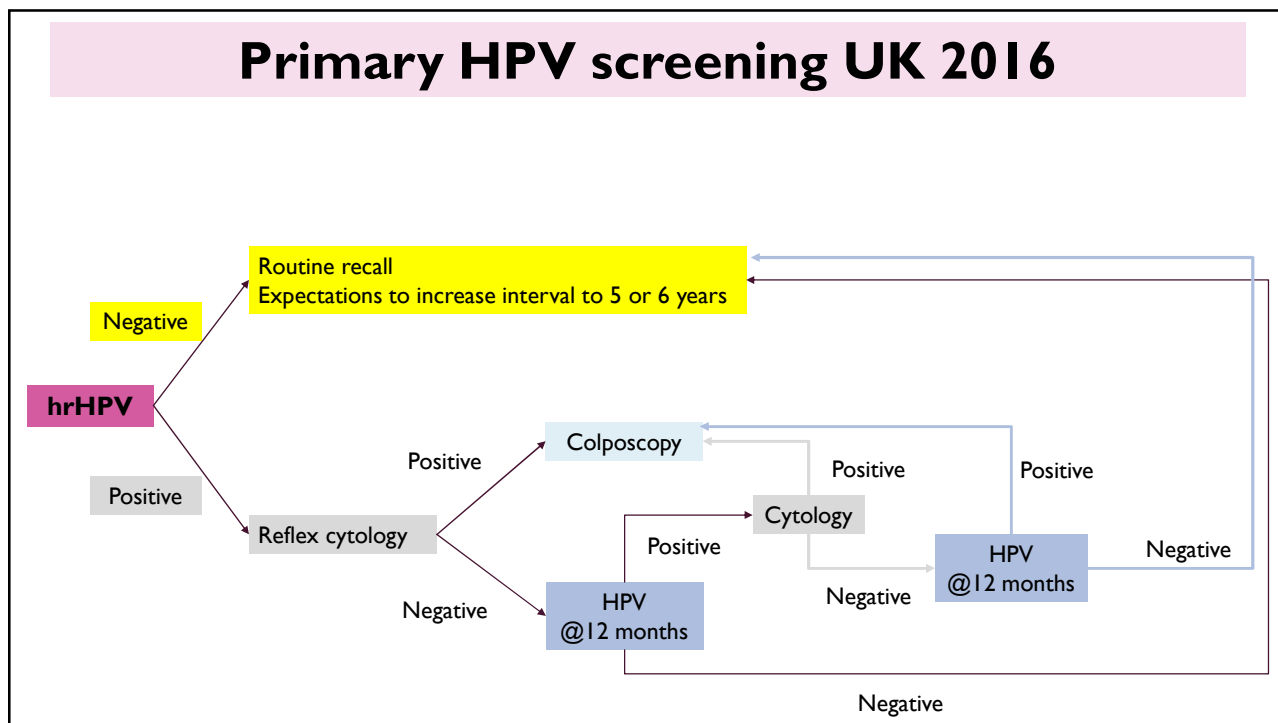 Primary HPV screening UK 2016
Routine recall
Expectations to increase interval to 5 or 6 years
Negative
hrHPV
Positive
Reflex cytology
Positive
Colposcopy
Negative
HPV
@12 months
Positive
Cytology
Positive
Negative
HPV
@12 months
Positive
Negative
Negative